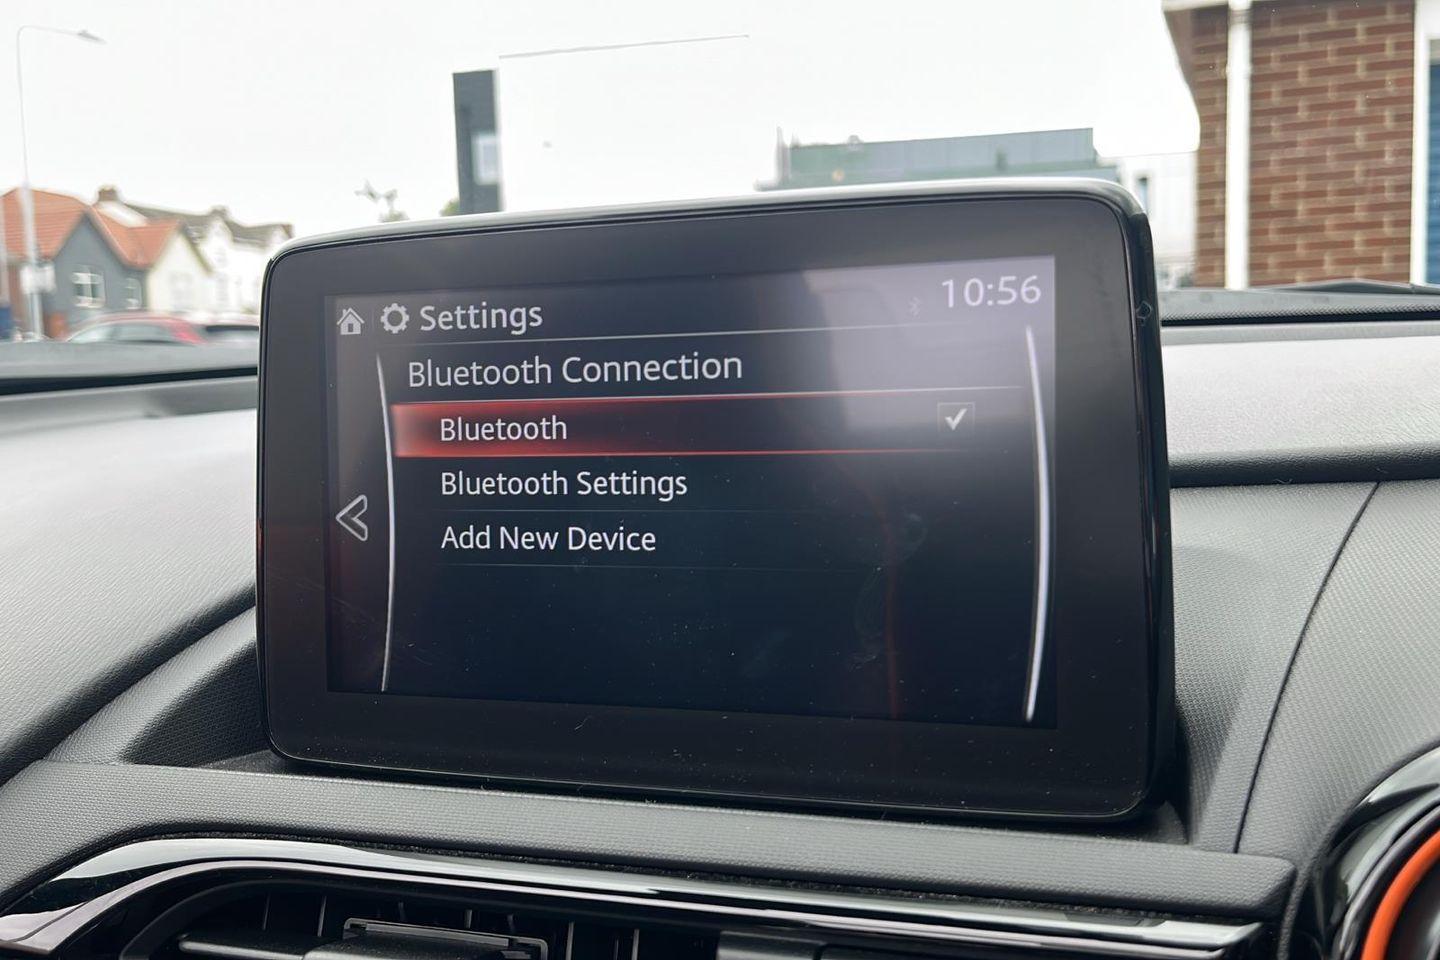 Settings
10:56
Bluetooth Connection
Bluetooth
Bluetooth Settings
Add New Device